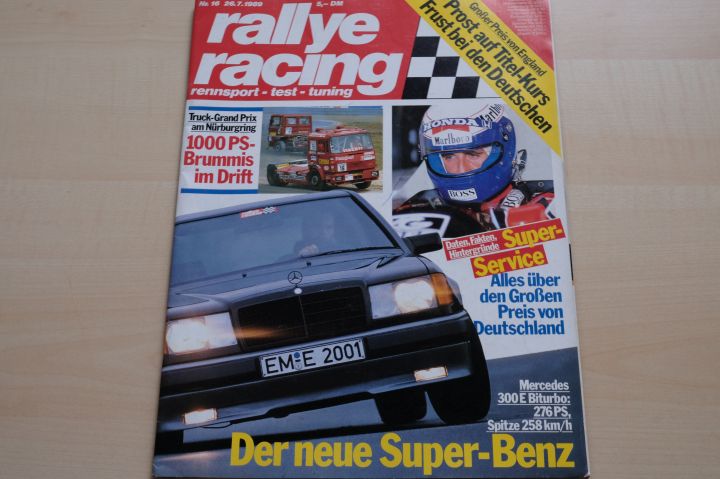 Nr. 16 26.7.1989 5,– DM
rallye
racing
rennsport - test - tuning
Großer Preis von England
Prost auf Titel-Kurs
Frust bei den Deutschen
Truck-Grand Prix
am Nürburgring
1000 PS-
Brummis
im Drift
HONDA
Marlboro
BOSS
BOSS
Daten, Fakten,
Hintergründe
Super-
Service
Alles über
den Großen
Preis von
Deutschland
EM-E 2001
Mercedes
300 E Biturbo:
276 PS,
Spitze 258 km/h
Der neue Super-Benz